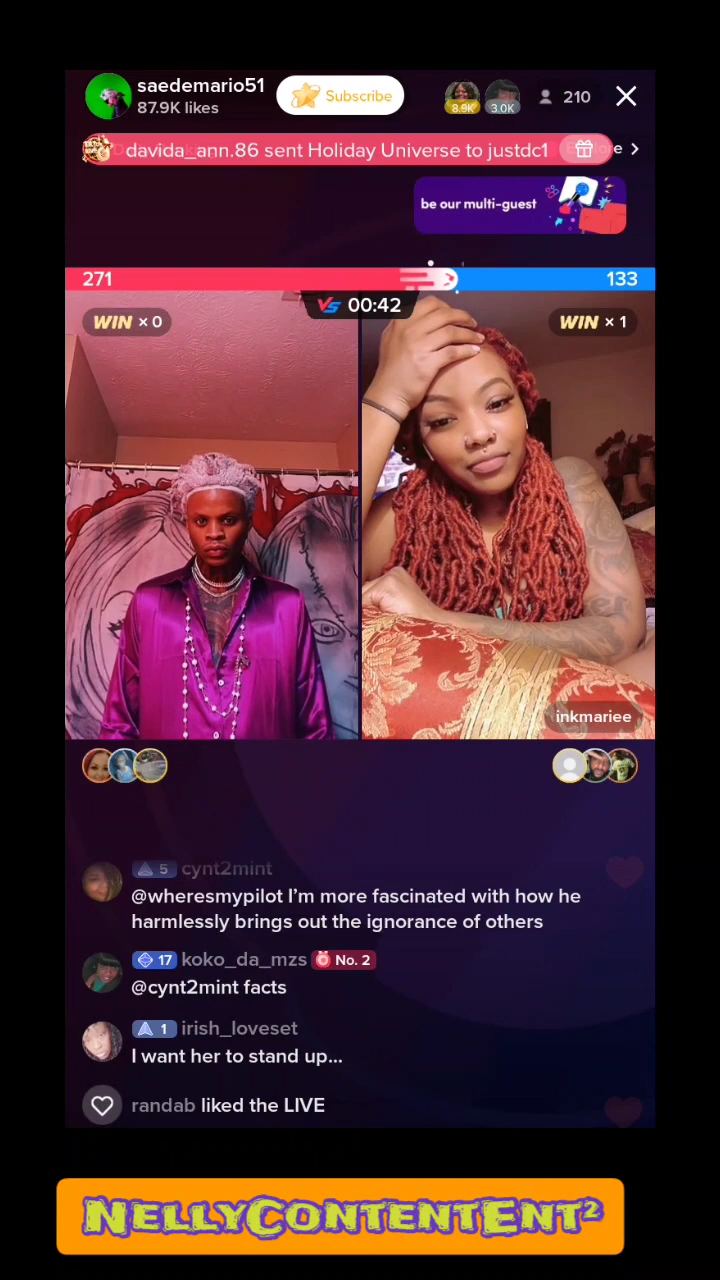 saedemario51
87.9K likes
Subscribe
8.9K
3.0K
210
davida_ann.86 sent Holiday Universe to justdc1
re
be our multi-guest
271
133
VS 00:42
WIN × 0
WIN × 1
inkmariee
5 cynt2mint
@wheresmypilot I’m more fascinated with how he
harmlessly brings out the ignorance of others
17 koko_da_mzs No. 2
@cynt2mint facts
1 irish_loveset
I want her to stand up...
randab liked the LIVE
NELLYCONTENTENT²